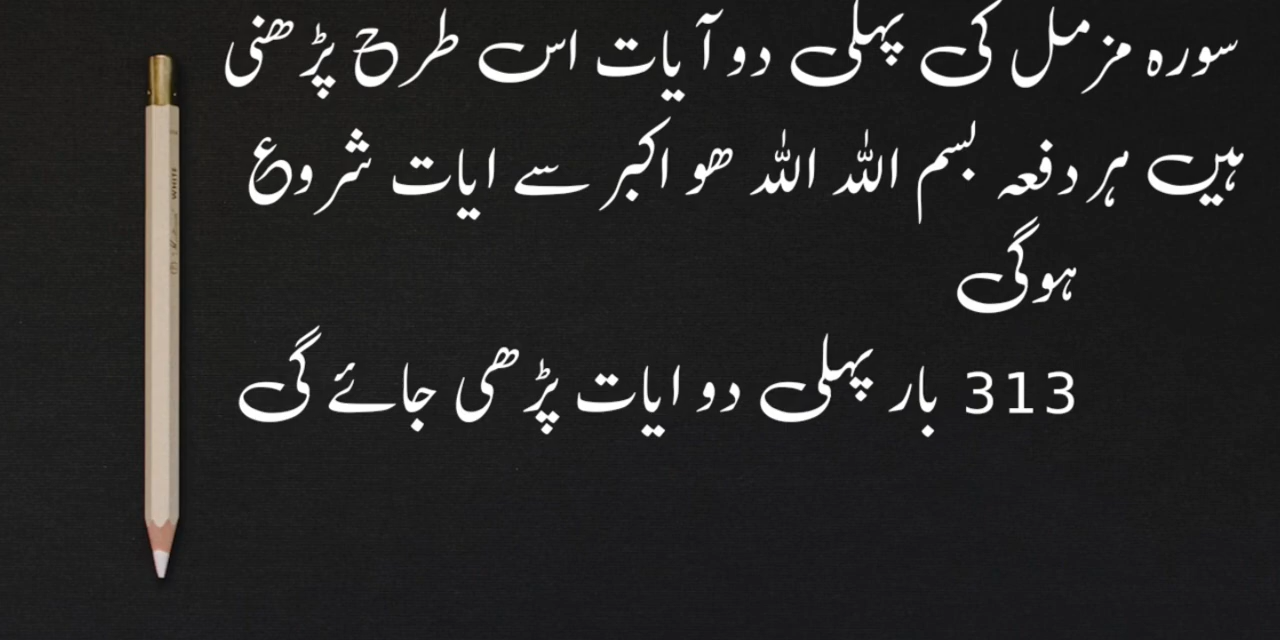 سورہ مزمل کی پہلی دو آیات اس طرح پڑھنی
ہیں ہر دفعہ بسم اللہ اللہ ھو اکبر سے ایات شروع
ہوگی
313 بار پہلی دو ایات پڑھی جائے گی
WHITE